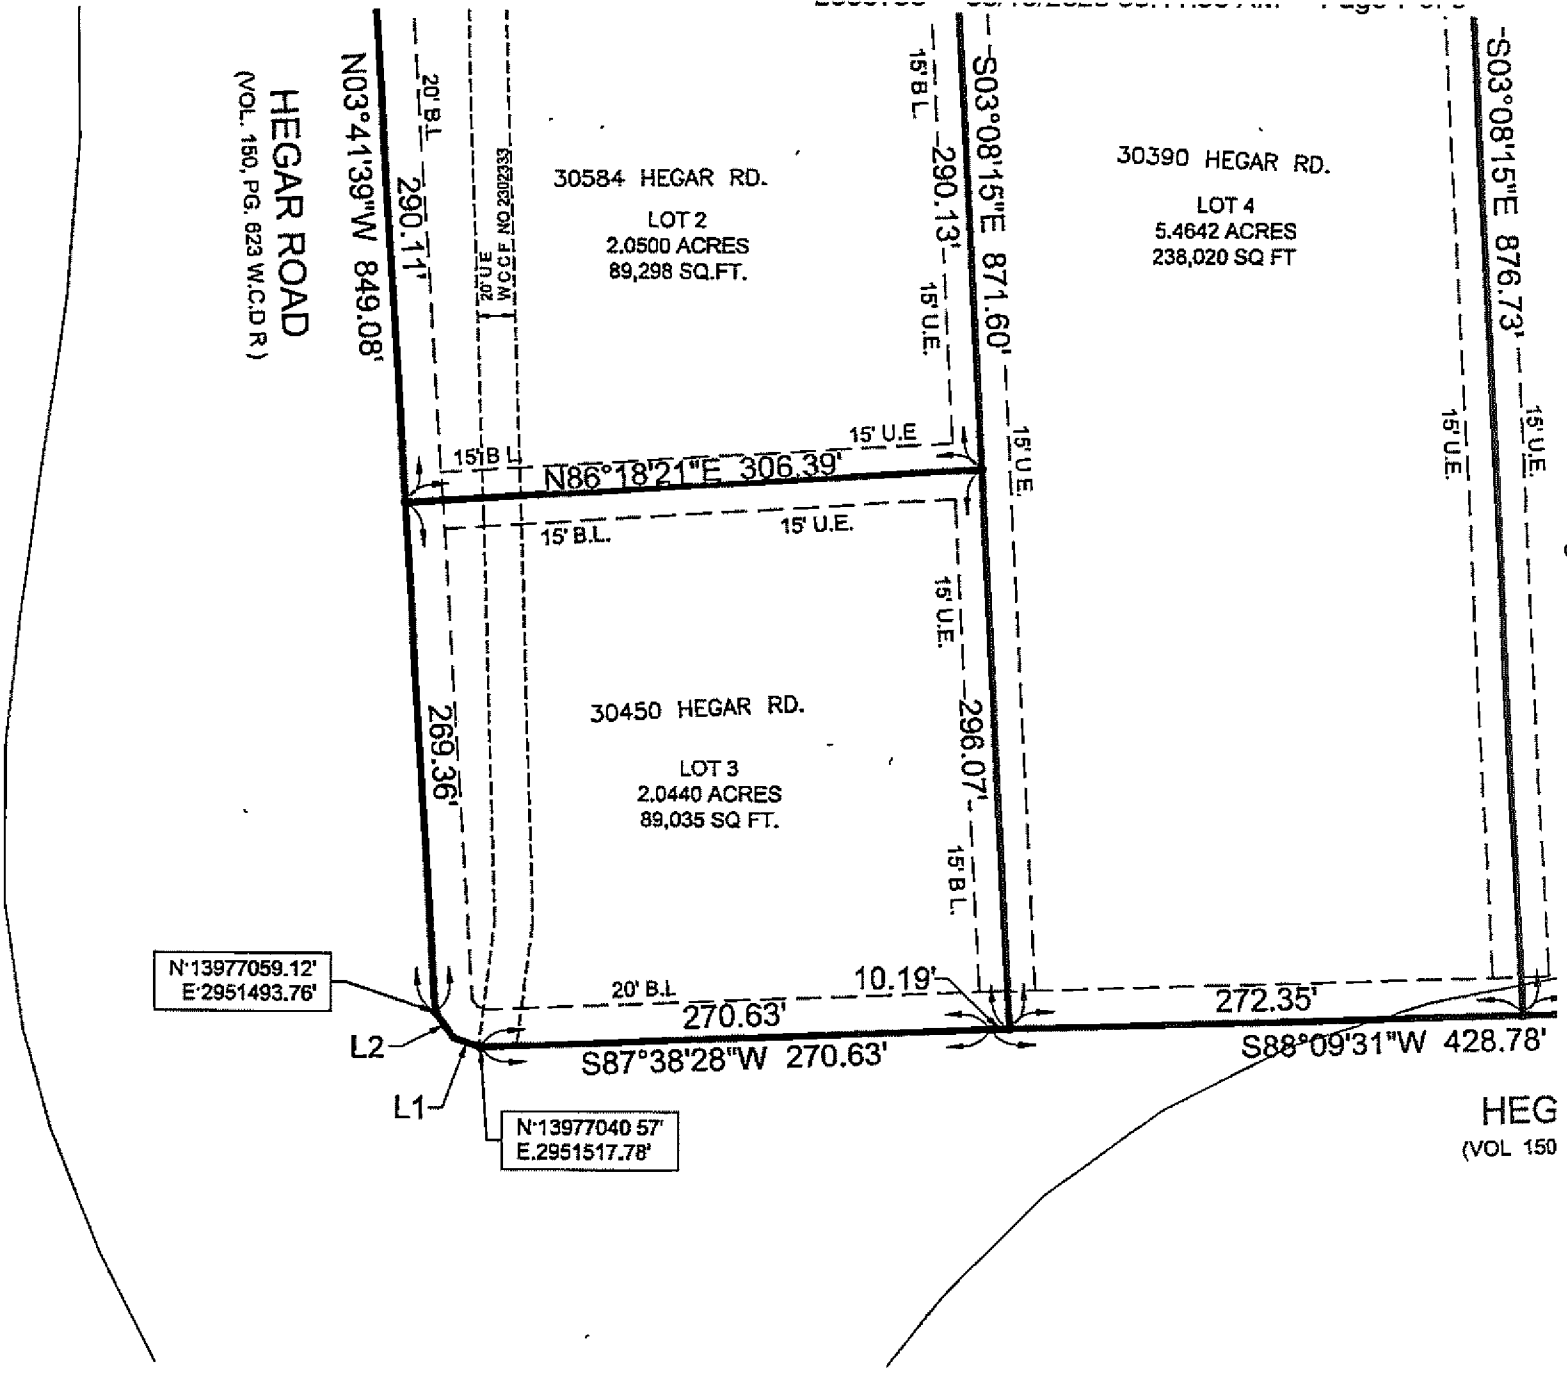 HEGAR ROAD
(VOL. 150, PG. 623 W.C.D R)
N03°41'39"W 849.08'
20' B.L
290.11'
20' U E
W C C F NO 2302333
30584 HEGAR RD.
LOT 2
2.0500 ACRES
89,298 SQ.FT.
15' B L.
290.13'
15' U.E.
S03°08'15"E 871.60'
30390 HEGAR RD.
LOT 4
5.4642 ACRES
238,020 SQ FT
S03°08'15"E 876.73'
15' U.E.
15' U.E.
15' U.E.
15' B L
15' U.E
N86°18'21"E 306.39'
15' B.L.
15' U.E.
15' U.E.
269.36'
30450 HEGAR RD.
LOT 3
2.0440 ACRES
89,035 SQ FT.
296.07'
15' B L.
N:13977059.12'
E:2951493.76'
20' B.L
10.19'
270.63'
272.35'
L2
S87°38'28"W 270.63'
S88°09'31"W 428.78'
L1
N:13977040 57'
E.2951517.78'
HEG
(VOL 150